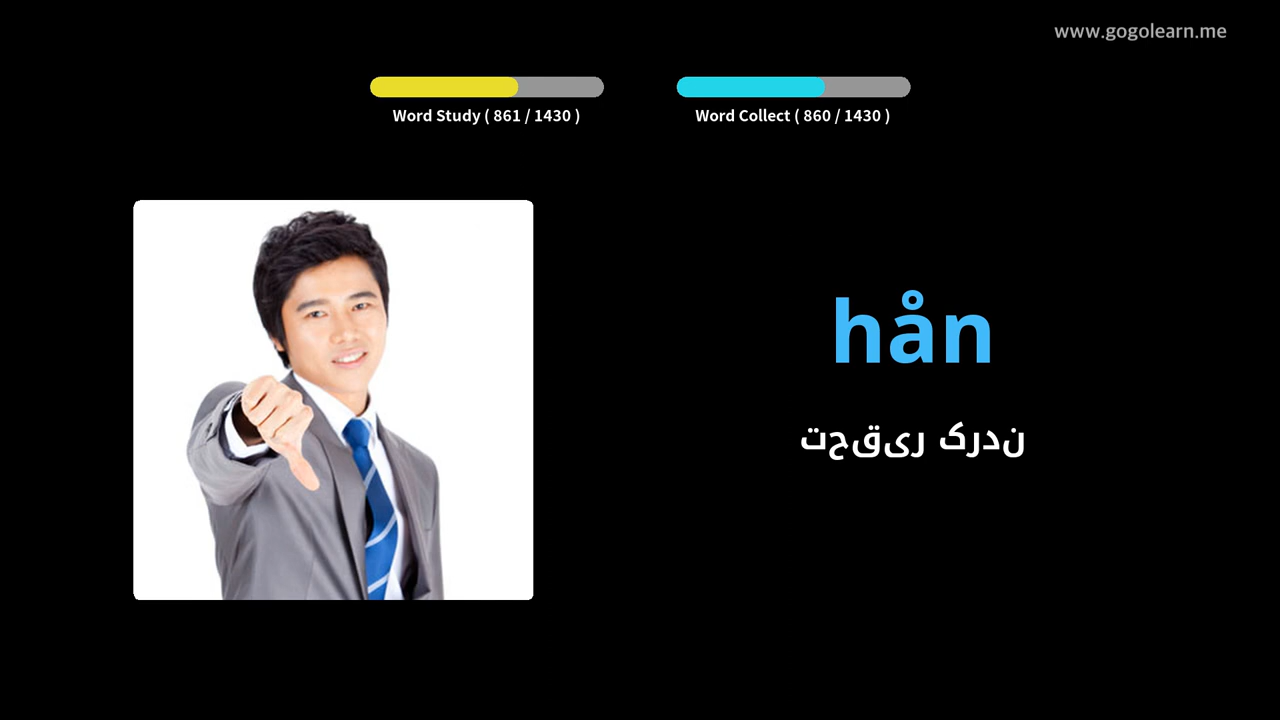 www.gogolearn.me
Word Study ( 861 / 1430 )
Word Collect ( 860 / 1430 )
hån
تحقیر کردن